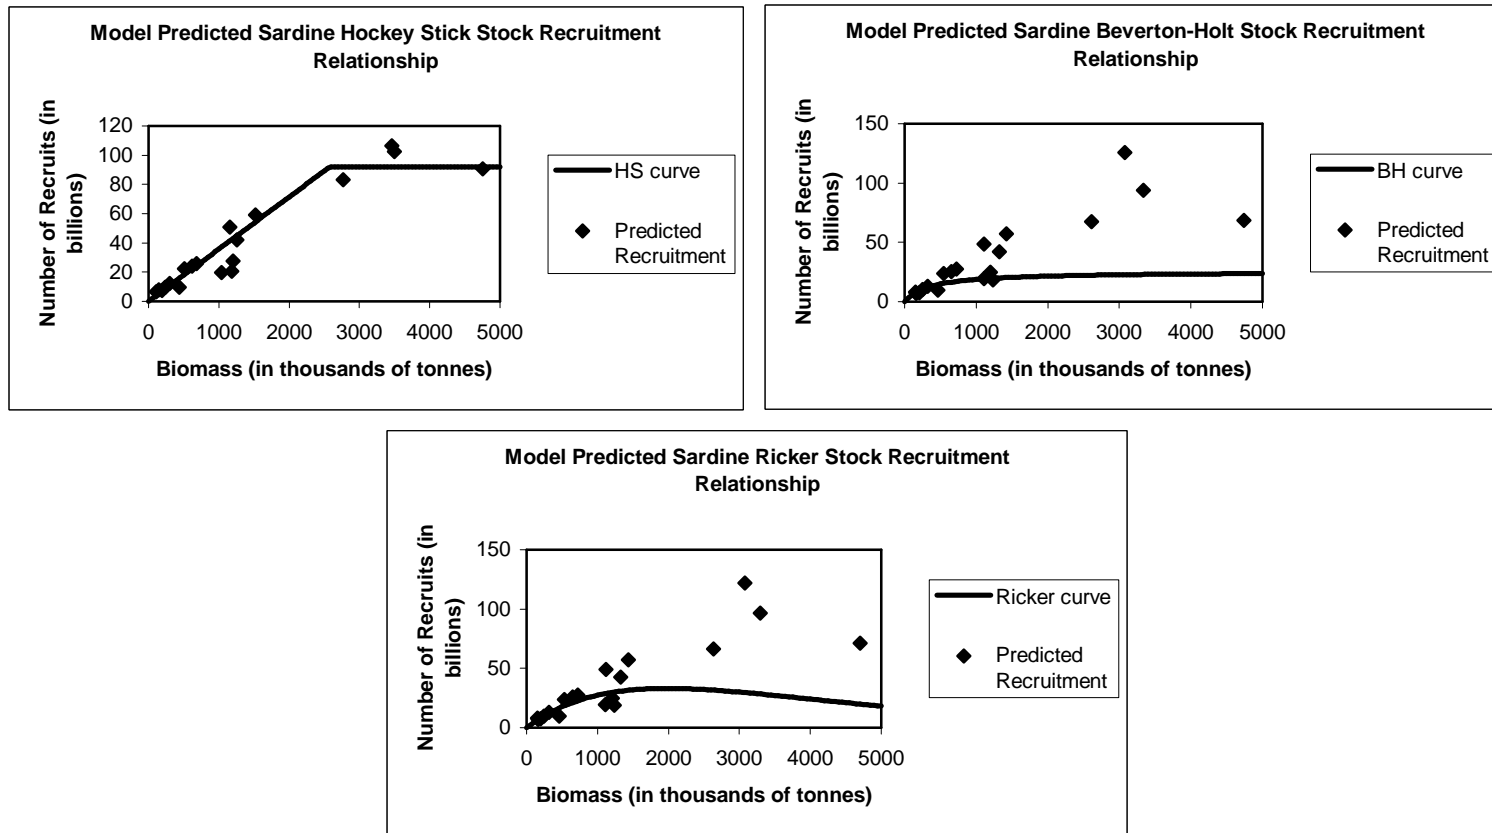 Model Predicted Sardine Hockey Stick Stock Recruitment
Relationship
Number of Recruits (in
billions)
120
100
80
60
40
20
0
0 1000 2000 3000 4000 5000
Biomass (in thousands of tonnes)
HS curve
Predicted
Recruitment
Model Predicted Sardine Beverton-Holt Stock Recruitment
Relationship
Number of Recruits (in
billions)
150
100
50
0
0 1000 2000 3000 4000 5000
Biomass (in thousands of tonnes)
BH curve
Predicted
Recruitment
Model Predicted Sardine Ricker Stock Recruitment
Relationship
Number of Recruits (in
billions)
150
100
50
0
0 1000 2000 3000 4000 5000
Biomass (in thousands of tonnes)
Ricker curve
Predicted
Recruitment